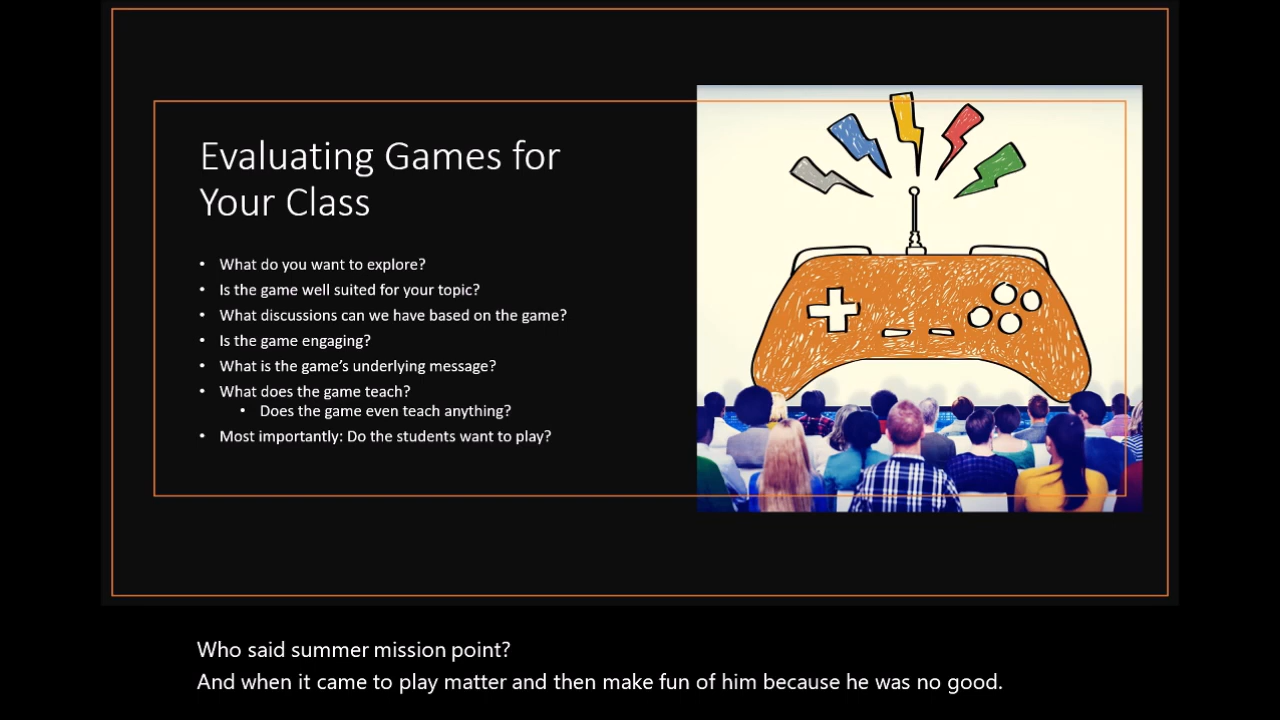 Evaluating Games for
Your Class
• What do you want to explore?
• Is the game well suited for your topic?
• What discussions can we have based on the game?
• Is the game engaging?
• What is the game's underlying message?
• What does the game teach?
• Does the game even teach anything?
• Most importantly: Do the students want to play?
Who said summer mission point?
And when it came to play matter and then make fun of him because he was no good.